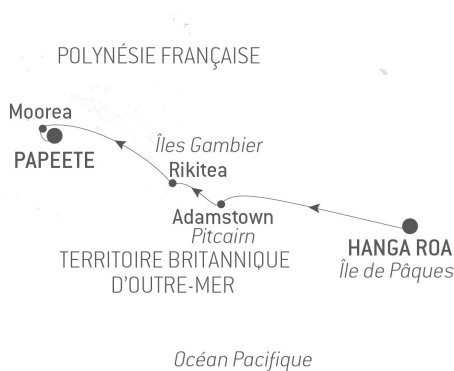 POLYNÉSIE FRANÇAISE
Moorea
PAPEETE
Îles Gambier
Rikitea
Adamstown
Pitcairn
TERRITOIRE BRITANNIQUE
D'OUTRE-MER
HANGA ROA
Île de Pâques
Océan Pacifique